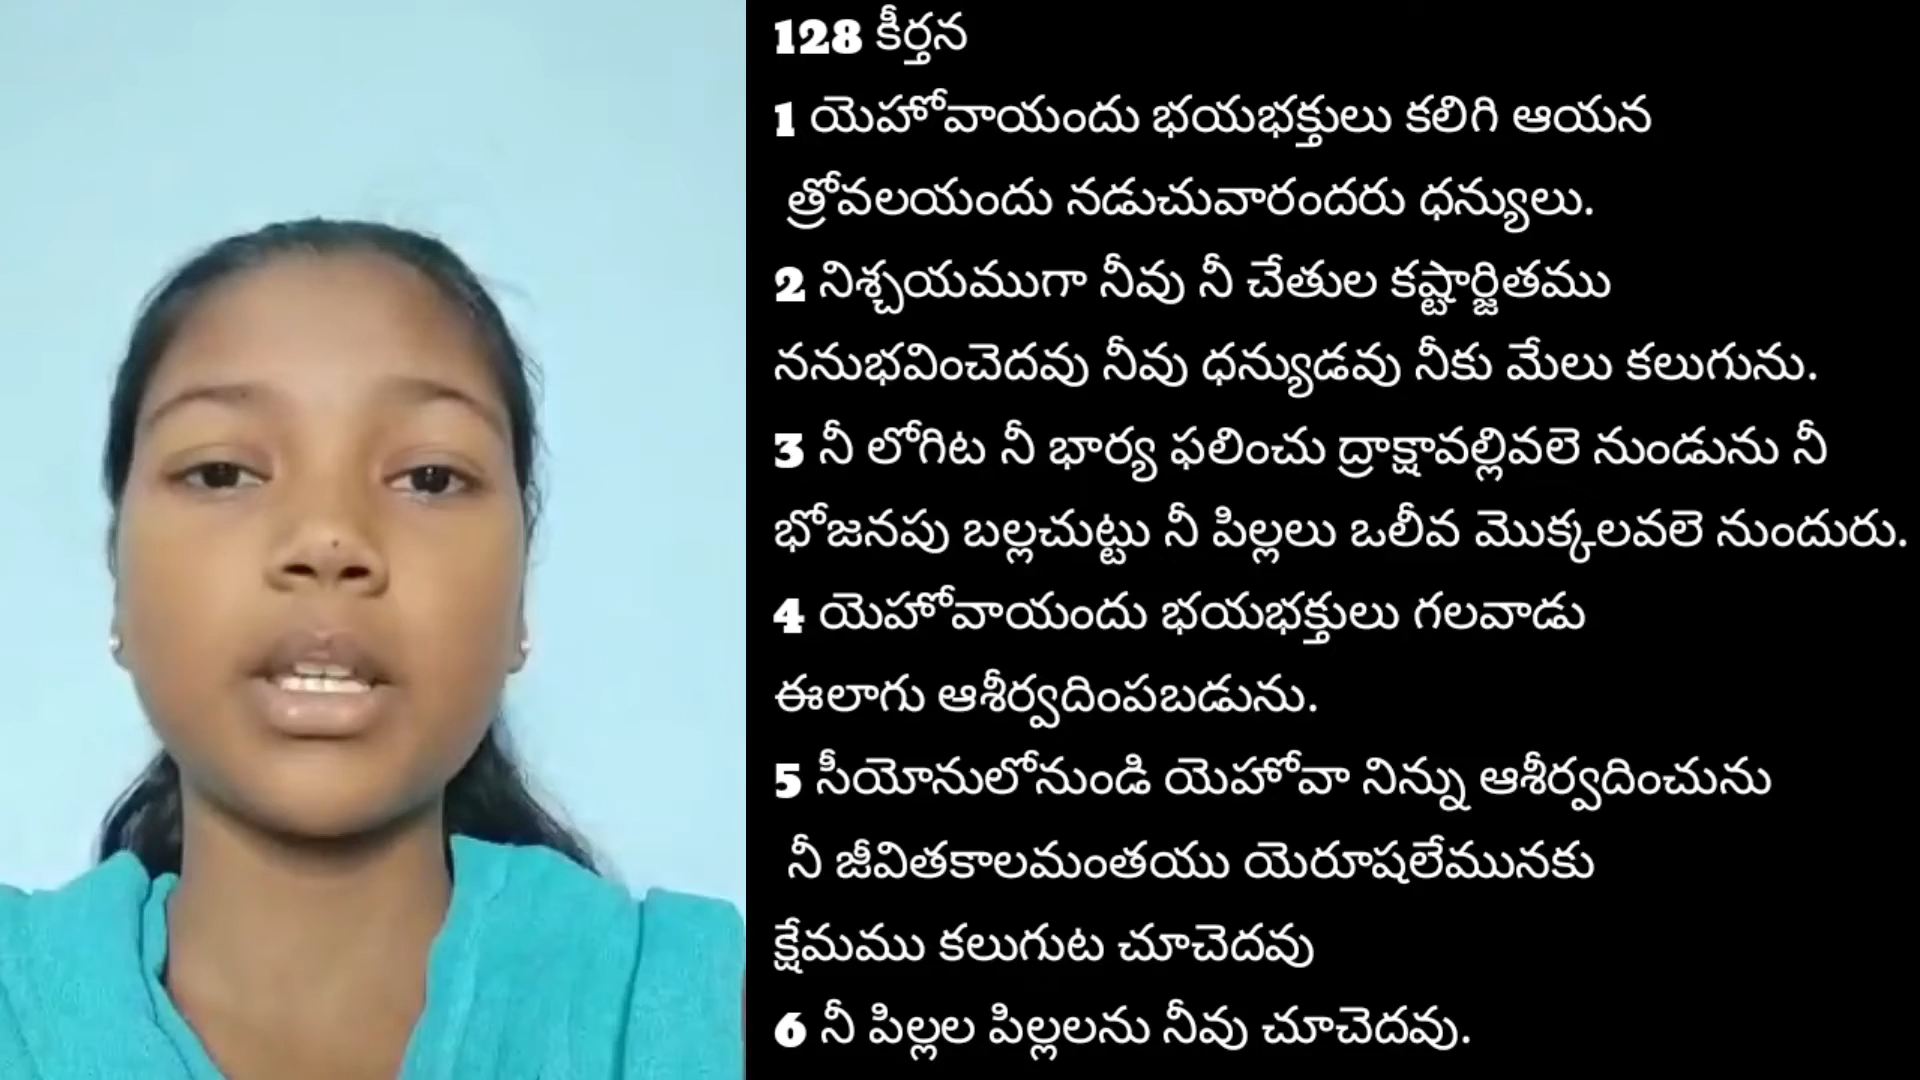 128 కీర్తన
1 యెహోవాయందు భయభక్తులు కలిగి ఆయన
త్రోవలయందు నడుచువారందరు ధన్యులు.
2 నిశ్చయముగా నీవు నీ చేతుల కష్టార్జితము
ననుభవించెదవు నీవు ధన్యుడవు నీకు మేలు కలుగును.
3 నీ లోగిట నీ భార్య ఫలించు ద్రాక్షావల్లివలె నుండును నీ
భోజనపు బల్లచుట్టు నీ పిల్లలు ఒలీవ మొక్కలవలె నుందురు.
4 యెహోవాయందు భయభక్తులు గలవాడు
ఈలాగు ఆశీర్వదింపబడును.
5 సీయోనులోనుండి యెహోవా నిన్ను ఆశీర్వదించును
నీ జీవితకాలమంతయు యెరూషలేమునకు
క్షేమము కలుగుట చూచెదవు
6 నీ పిల్లల పిల్లలను నీవు చూచెదవు.